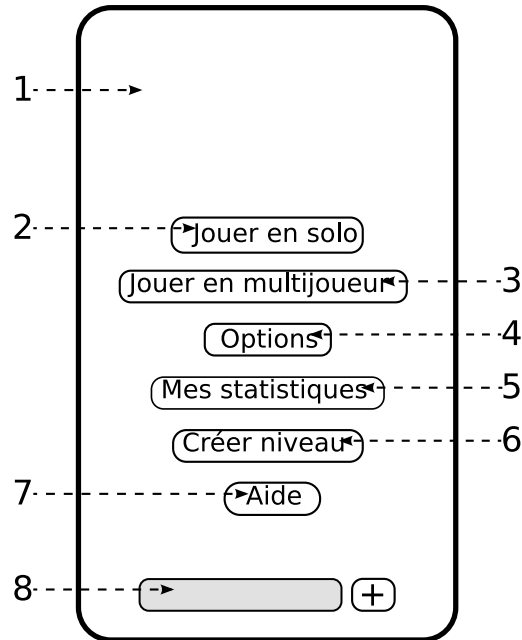 1
2 Jouer en solo
Jouer en multijoueur 3
Options 4
Mes statistiques 5
Créer niveau 6
7 Aide
8 +